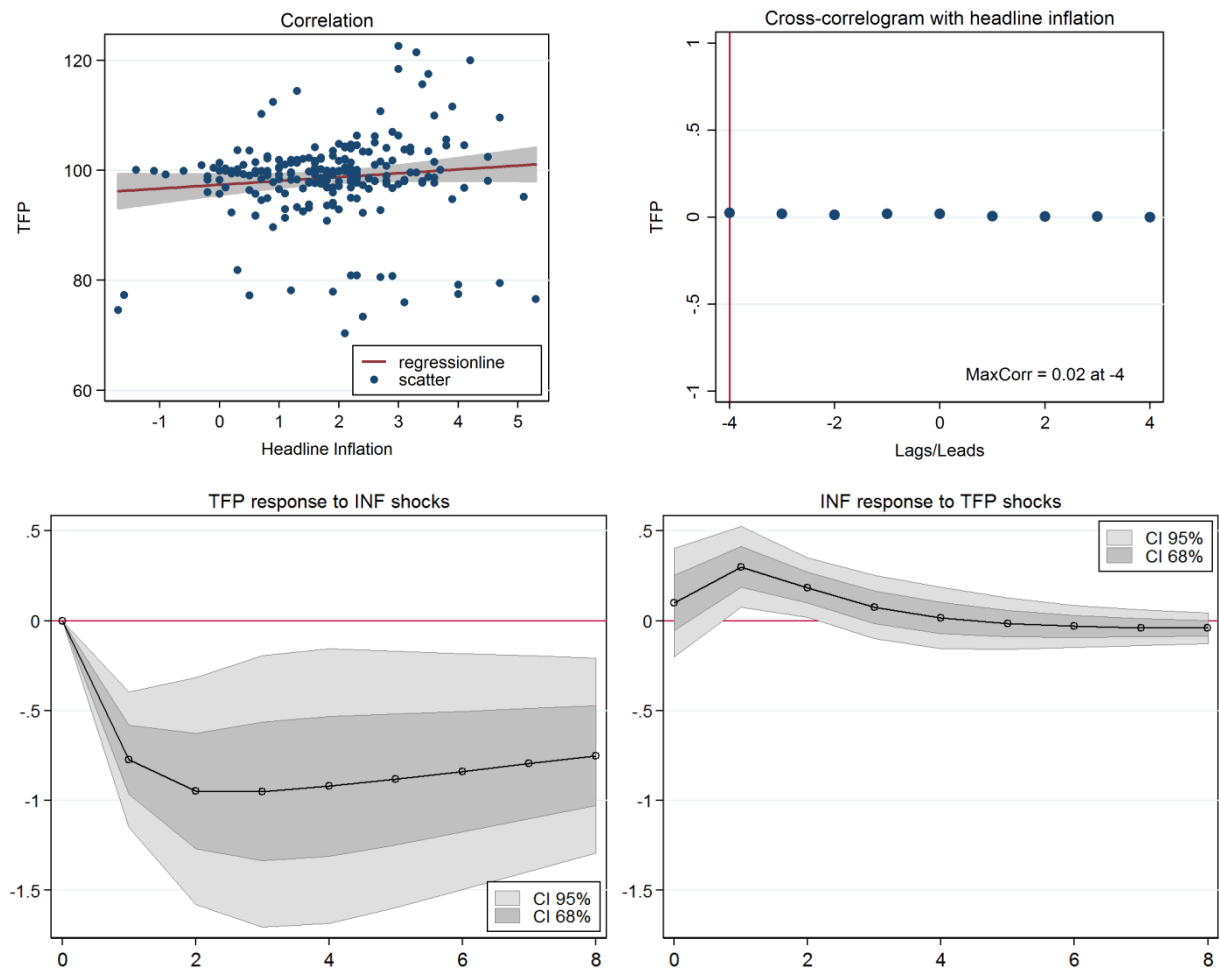 Correlation
120
100
80
60
TFP
-1 0 1 2 3 4 5
Headline Inflation
regressionline
scatter
Cross-correlogram with headline inflation
1
.5
0
-.5
-1
TFP
MaxCorr = 0.02 at -4
-4 -2 0 2 4
Lags/Leads
TFP response to INF shocks
.5
0
-.5
-1
-1.5
CI 95%
CI 68%
0 2 4 6 8
INF response to TFP shocks
CI 95%
CI 68%
.5
0
-.5
-1
-1.5
0 2 4 6 8